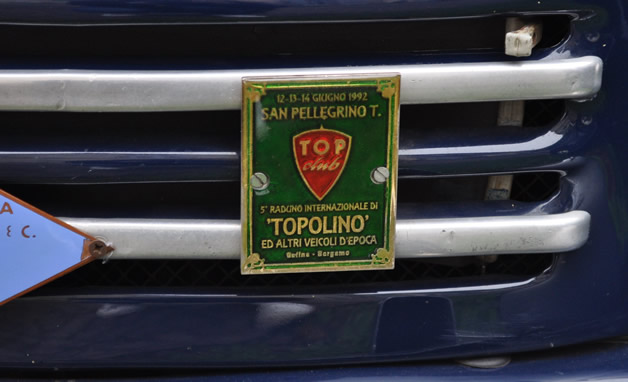 12-13-14 GIUGNO 1992
SAN PELLEGRINO T.
TOP
club
5° RADUNO INTERNAZIONALE DI
'TOPOLINO'
ED ALTRI VEICOLI D'EPOCA
Bergamo
A
& C.